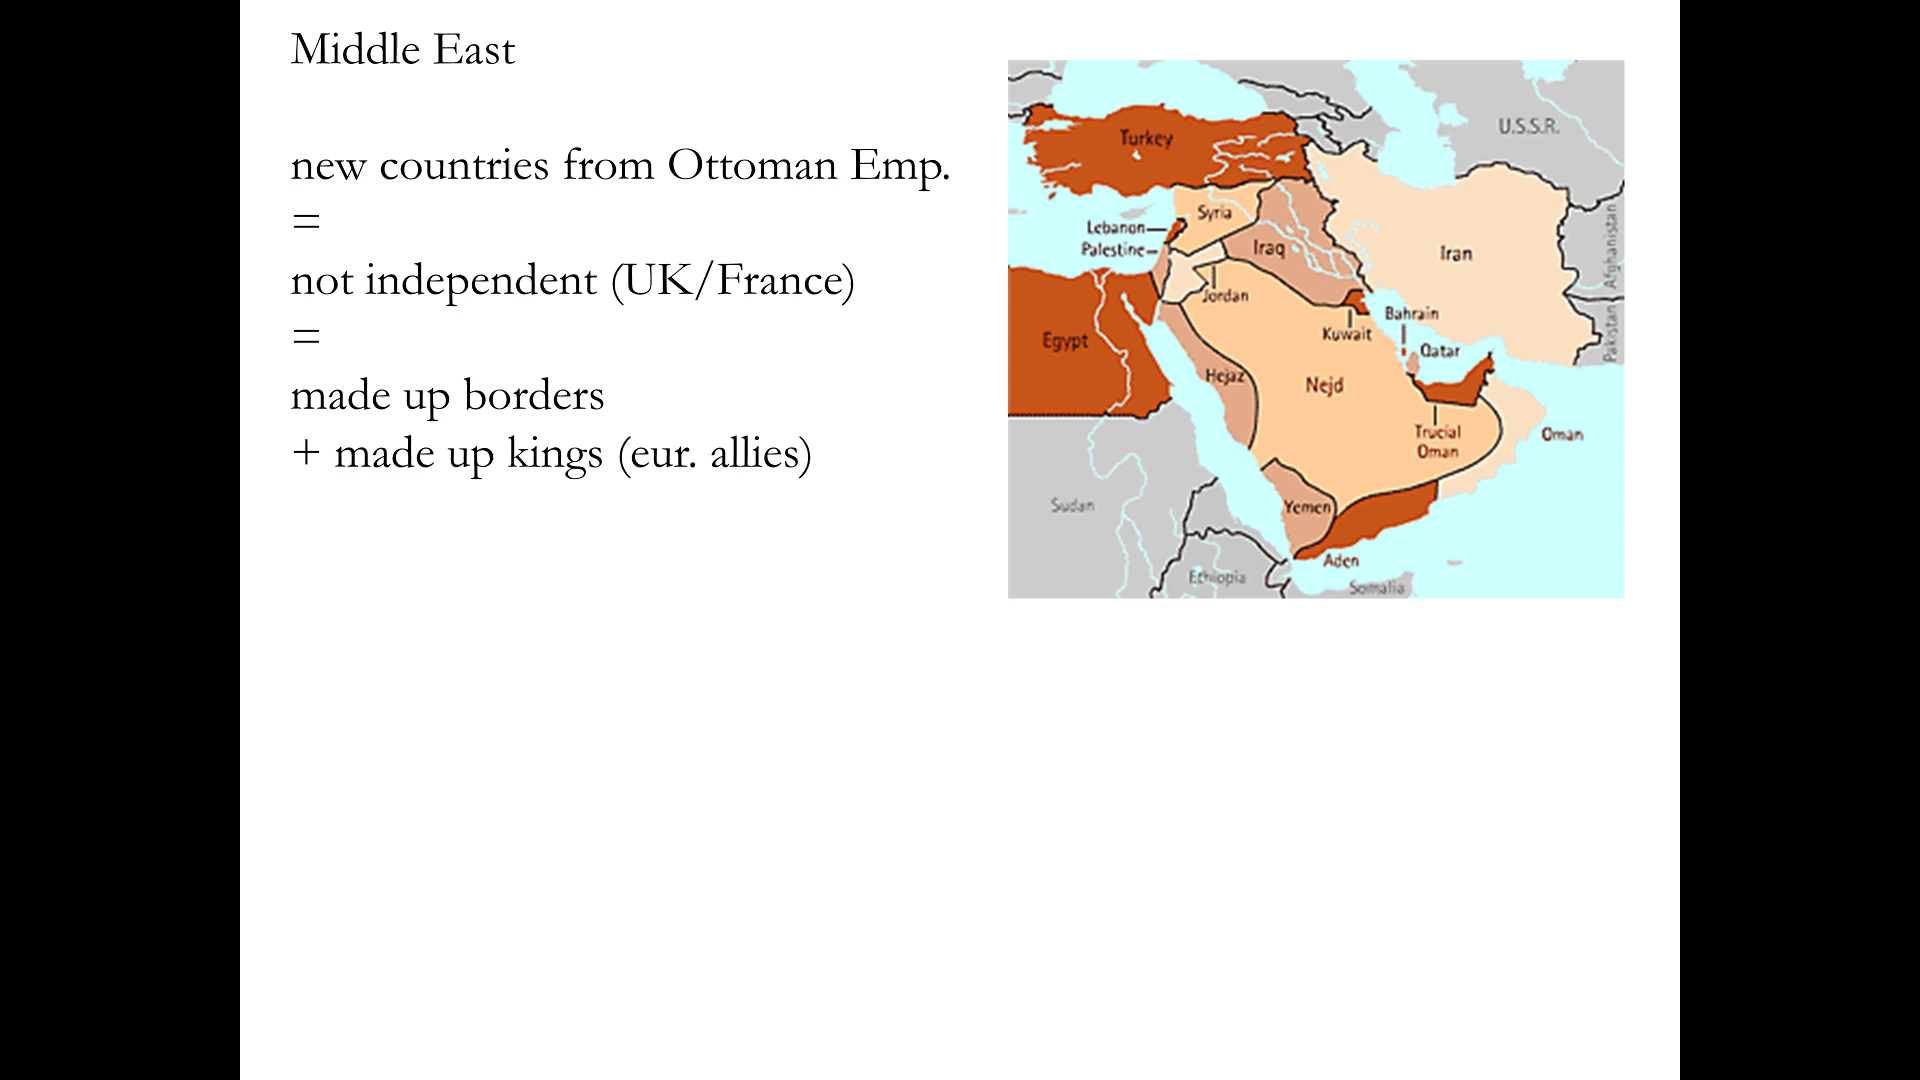 Middle East
new countries from Ottoman Emp.
=
not independent (UK/France)
=
made up borders
+ made up kings (eur. allies)
U.S.S.R.
Turkey
Syria
Lebanon
Palestine
Iraq
Iran
Afghanistan
Jordan
Kuwait
Bahrain
Pakistan
Egypt
Qatar
Hejaz
Nejd
Trucial
Oman
Oman
Sudan
Yemen
Aden
Ethiopia
Somalia